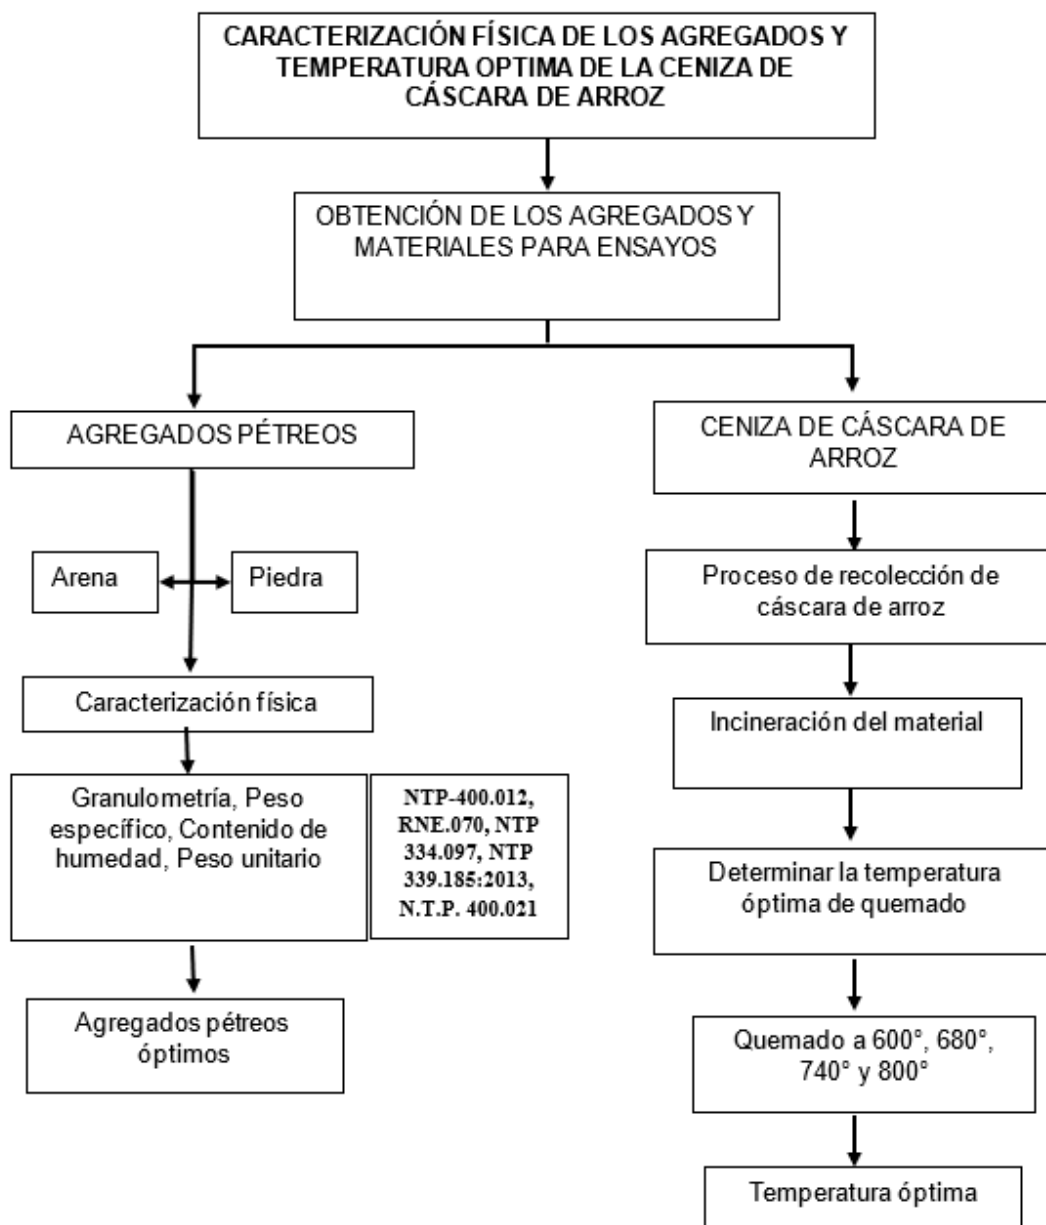 CARACTERIZACIÓN FÍSICA DE LOS AGREGADOS Y
TEMPERATURA OPTIMA DE LA CENIZA DE
CÁSCARA DE ARROZ
OBTENCIÓN DE LOS AGREGADOS Y
MATERIALES PARA ENSAYOS
AGREGADOS PÉTREOS
Arena
Piedra
Caracterización física
Granulometría, Peso
específico, Contenido de
humedad, Peso unitario
NTP-400.012,
RNE.070, NTP
334.097, NTP
339.185:2013,
N.T.P. 400.021
Agregados pétreos
óptimos
CENIZA DE CÁSCARA DE
ARROZ
Proceso de recolección de
cáscara de arroz
Incineración del material
Determinar la temperatura
óptima de quemado
Quemado a 600°, 680°,
740° y 800°
Temperatura óptima